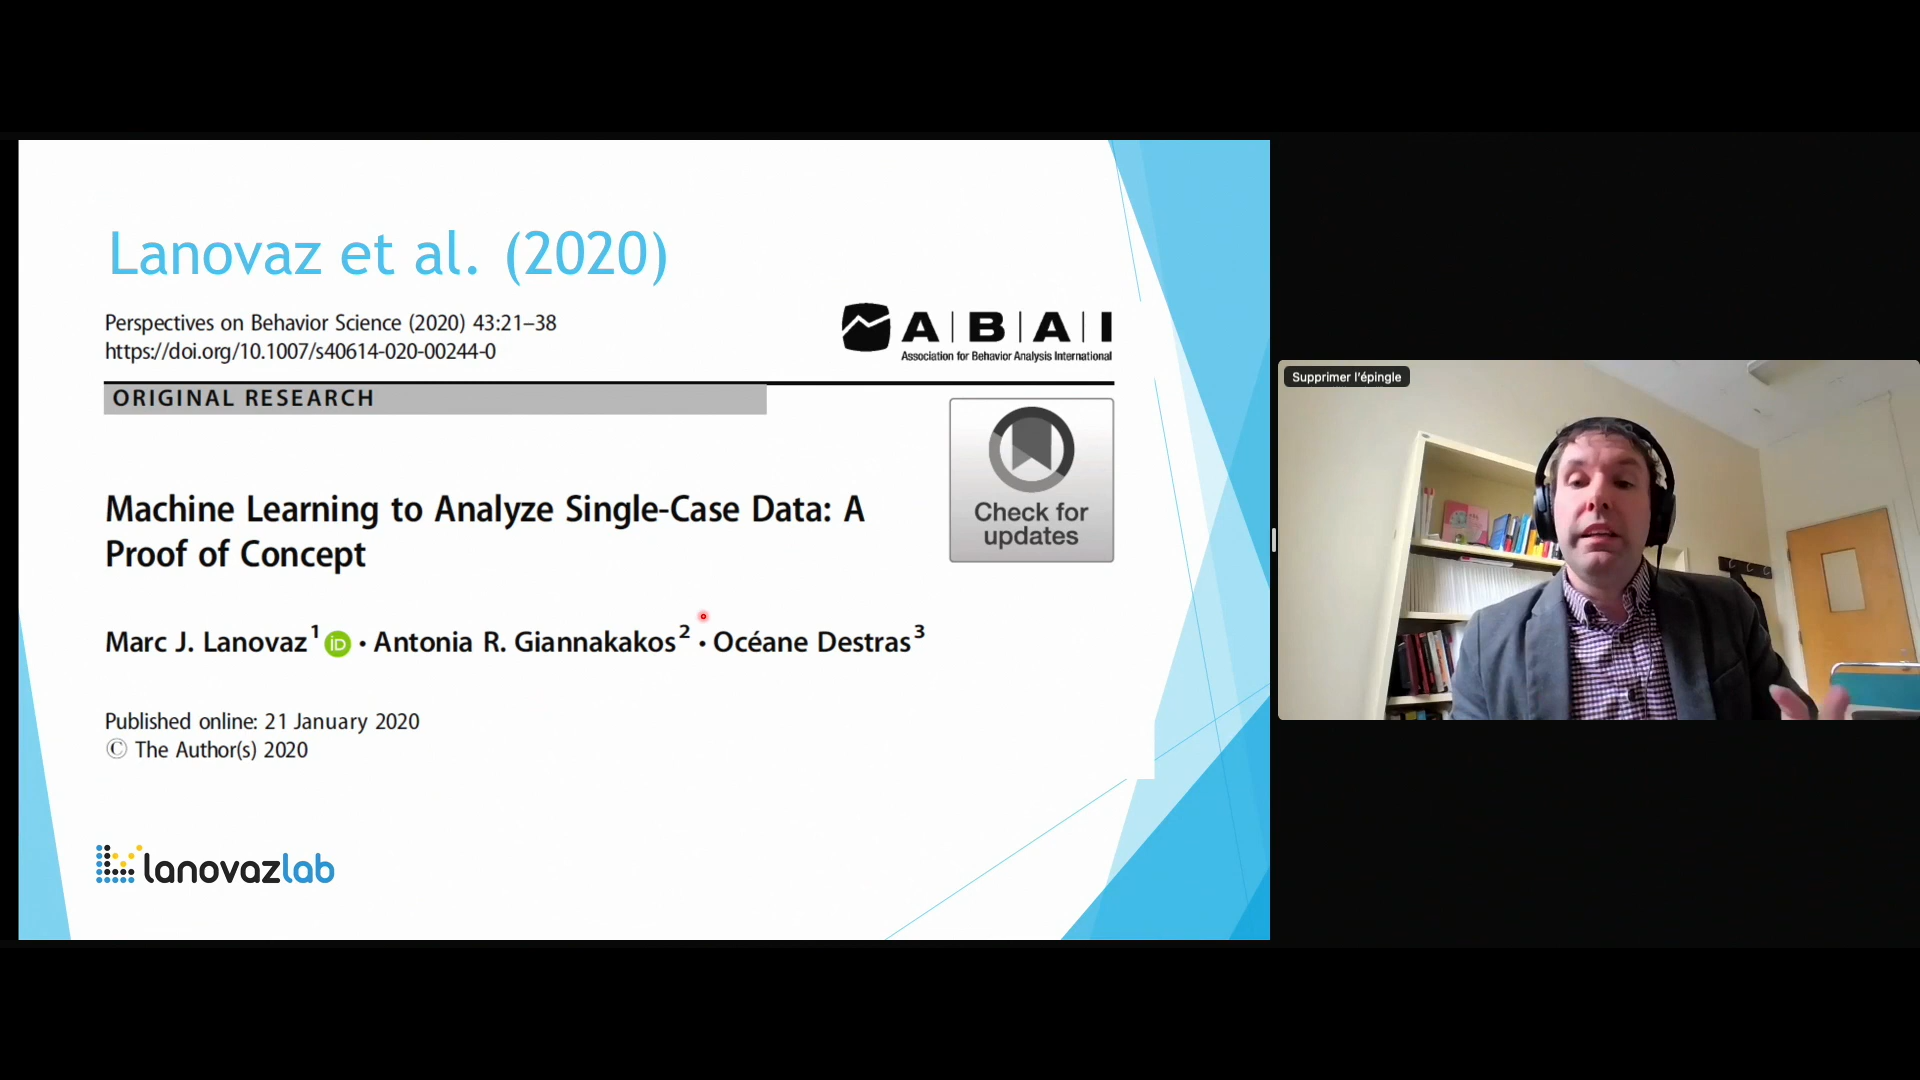 Lanovaz et al. (2020)
Perspectives on Behavior Science (2020) 43:21–38
https://doi.org/10.1007/s40614-020-00244-0
A|B|A|I
Association for Behavior Analysis International
ORIGINAL RESEARCH
Check for
updates
Machine Learning to Analyze Single-Case Data: A
Proof of Concept
Marc J. Lanovaz1 iD · Antonia R. Giannakakos2 · Océane Destras3
Published online: 21 January 2020
© The Author(s) 2020
lanovazlab
Supprimer l'épingle